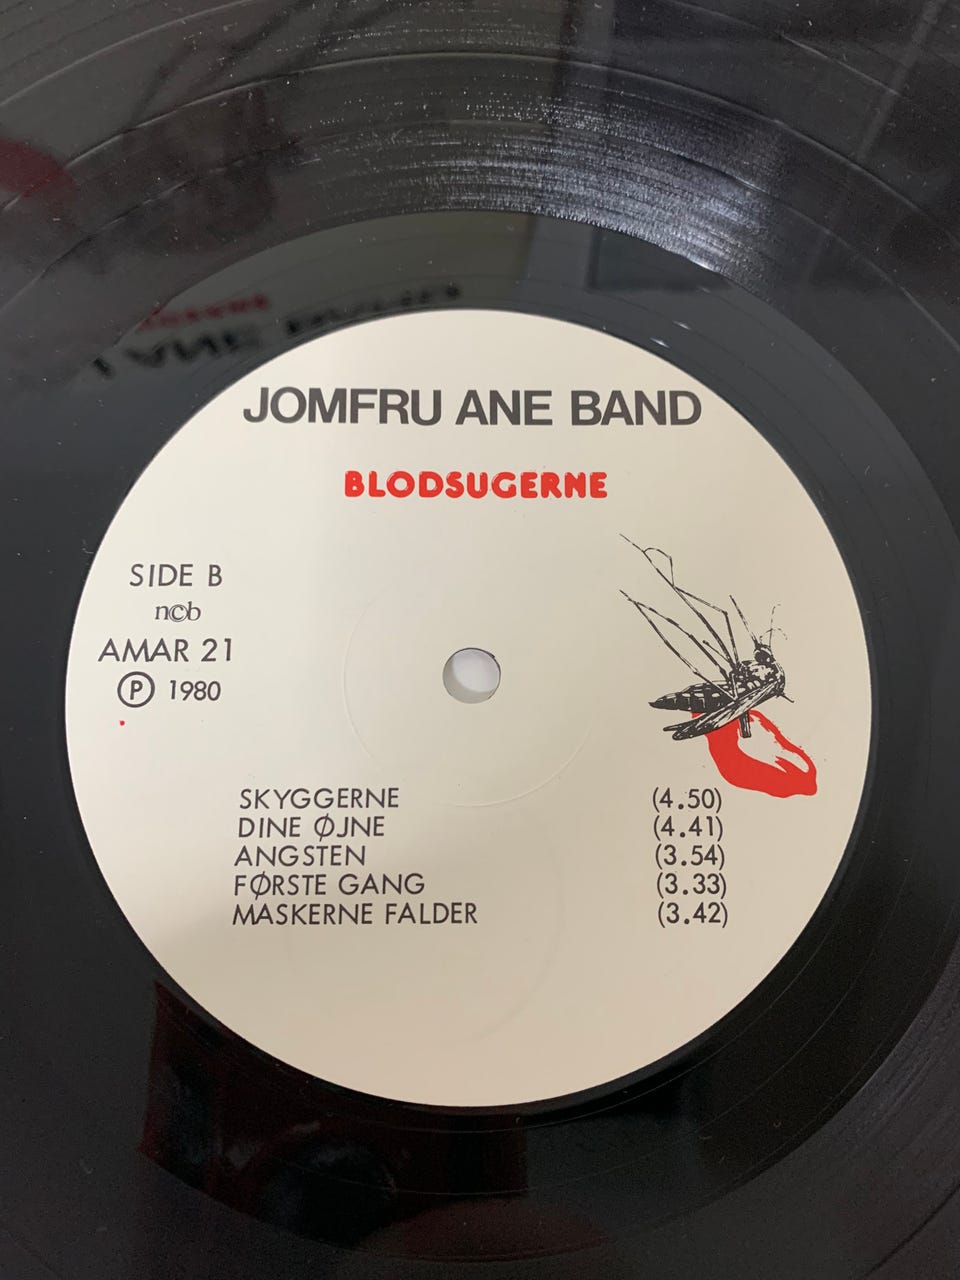 JOMFRU ANE BAND
BLODSUGERNE
SIDE B
n©b
AMAR 21
Ⓟ 1980
SKYGGERNE (4.50)
DINE ØJNE (4.41)
ANGSTEN (3.54)
FØRSTE GANG (3.33)
MASKERNE FALDER (3.42)